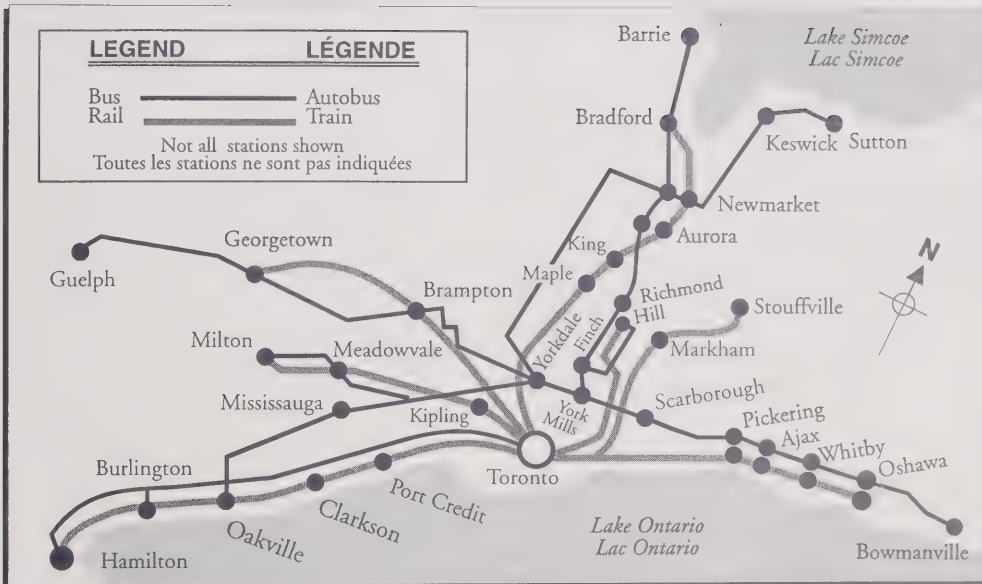 LEGEND LÉGENDE
Bus Autobus
Rail Train
Not all stations shown
Toutes les stations ne sont pas indiquées
Barrie
Lake Simcoe
Lac Simcoe
Bradford
Keswick Sutton
Newmarket
Aurora
King
Maple
Georgetown
Guelph
Brampton
Richmond
Hill
Stouffville
N
Yorkdale
Finch
Markham
Milton
Meadowvale
Mississauga
Kipling
York
Mills
Scarborough
Pickering
Ajax
Whitby
Oshawa
Burlington
Toronto
Port Credit
Clarkson
Oakville
Hamilton
Lake Ontario
Lac Ontario
Bowmanville